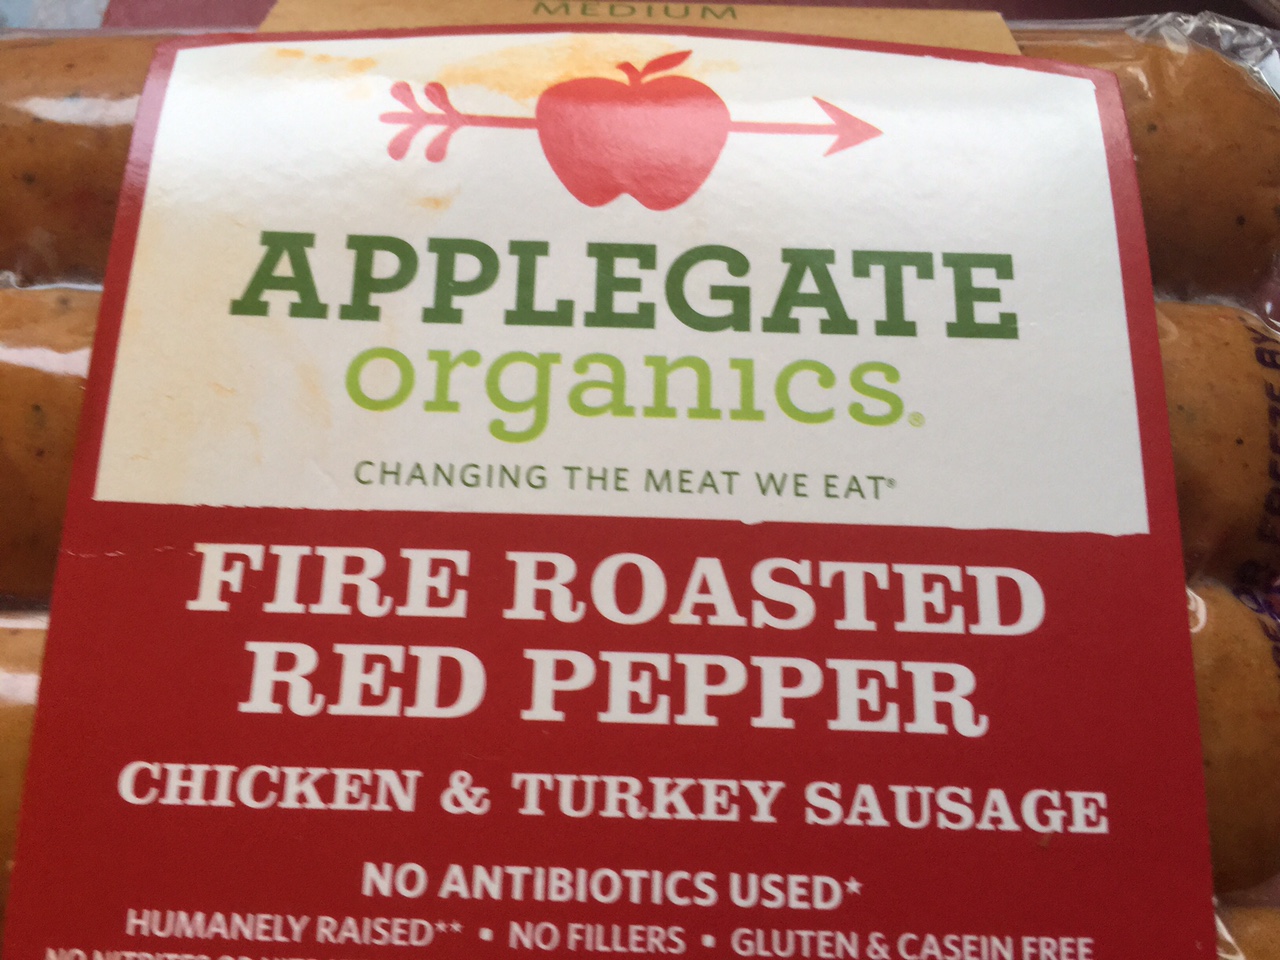 MEDIUM
APPLEGATE
organics®
CHANGING THE MEAT WE EAT®
FIRE ROASTED
RED PEPPER
CHICKEN & TURKEY SAUSAGE
NO ANTIBIOTICS USED*
HUMANELY RAISED** ▪ NO FILLERS ▪ GLUTEN & CASEIN FREE